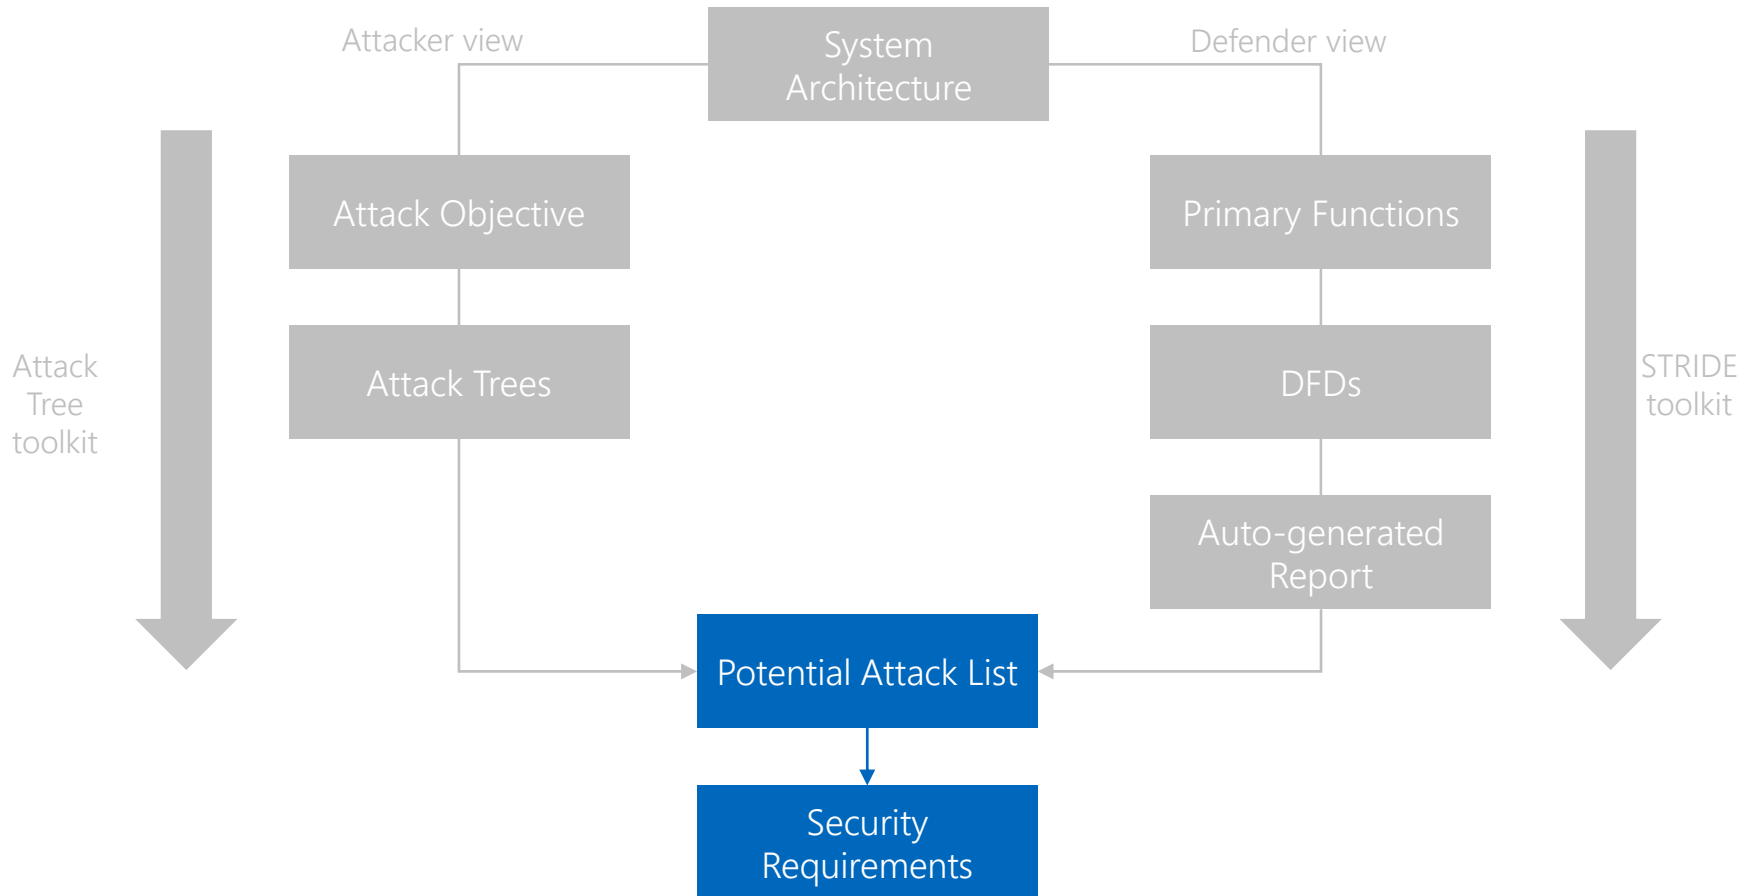 Attacker view
System
Architecture
Defender view
Attack Objective
Primary Functions
Attack
Tree
toolkit
Attack Trees
DFDs
STRIDE
toolkit
Auto-generated
Report
Potential Attack List
Security
Requirements